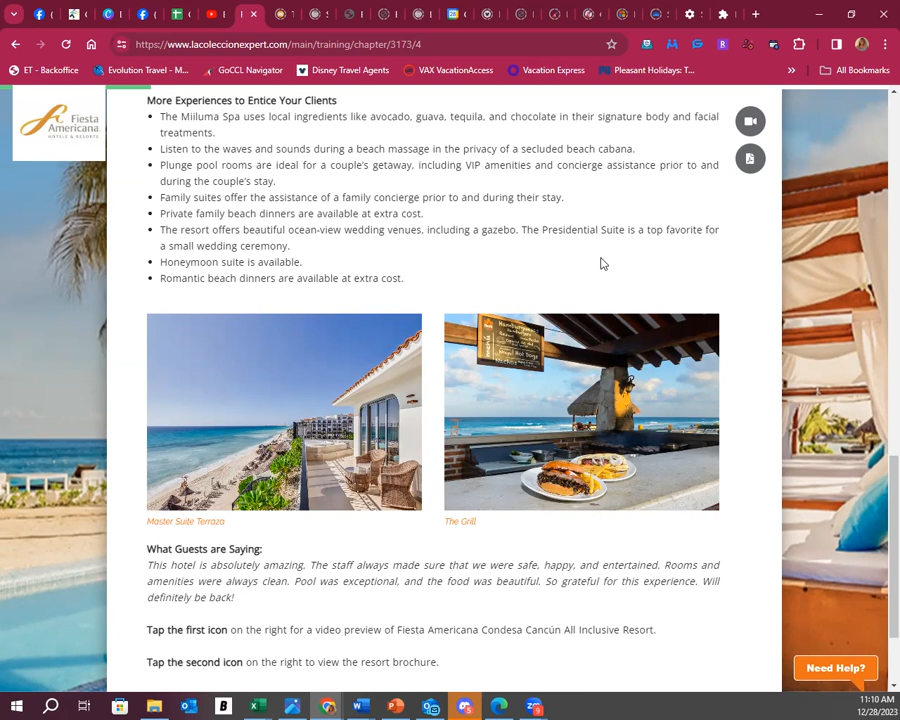 https://www.lacoleccionexpert.com/main/training/chapter/3173/4
ET - Backoffice
Evolution Travel - M...
GoCCL Navigator
Disney Travel Agents
VAX VacationAccess
Vacation Express
Pleasant Holidays: T...
»
All Bookmarks
Fiesta
Americana
HOTELS & RESORTS
More Experiences to Entice Your Clients
• The Miiluma Spa uses local ingredients like avocado, guava, tequila, and chocolate in their signature body and facial
treatments.
• Listen to the waves and sounds during a beach massage in the privacy of a secluded beach cabana.
• Plunge pool rooms are ideal for a couple's getaway, including VIP amenities and concierge assistance prior to and
during the couple's stay.
• Family suites offer the assistance of a family concierge prior to and during their stay.
• Private family beach dinners are available at extra cost.
• The resort offers beautiful ocean-view wedding venues, including a gazebo. The Presidential Suite is a top favorite for
a small wedding ceremony.
• Honeymoon suite is available.
• Romantic beach dinners are available at extra cost.
Master Suite Terraza
The Grill
What Guests are Saying:
This hotel is absolutely amazing. The staff always made sure that we were safe, happy, and entertained. Rooms and
amenities were always clean. Pool was exceptional, and the food was beautiful. So grateful for this experience. Will
definitely be back!
Tap the first icon on the right for a video preview of Fiesta Americana Condesa Cancún All Inclusive Resort.
Tap the second icon on the right to view the resort brochure.
Need Help?
11:10 AM
12/28/2023